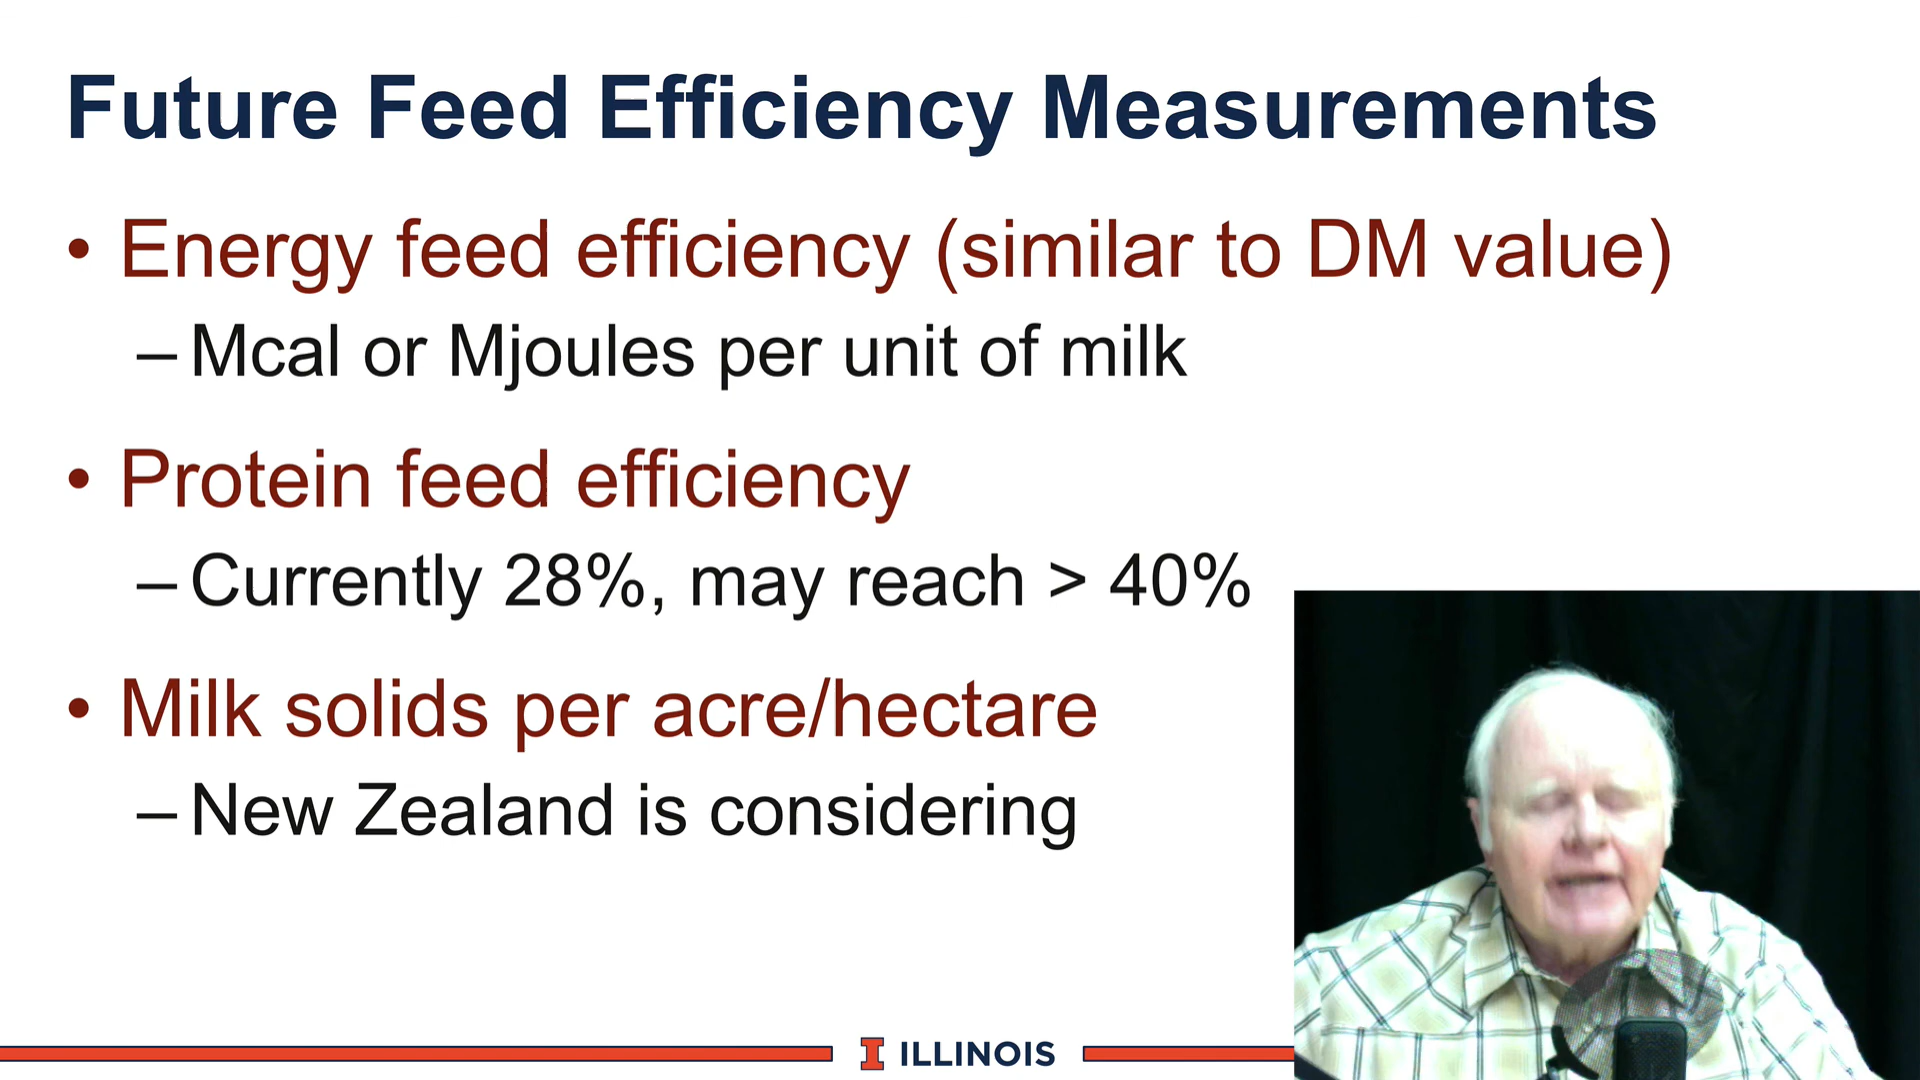 Future Feed Efficiency Measurements
• Energy feed efficiency (similar to DM value)
– Mcal or Mjoules per unit of milk
• Protein feed efficiency
– Currently 28%, may reach > 40%
• Milk solids per acre/hectare
– New Zealand is considering
I ILLINOIS